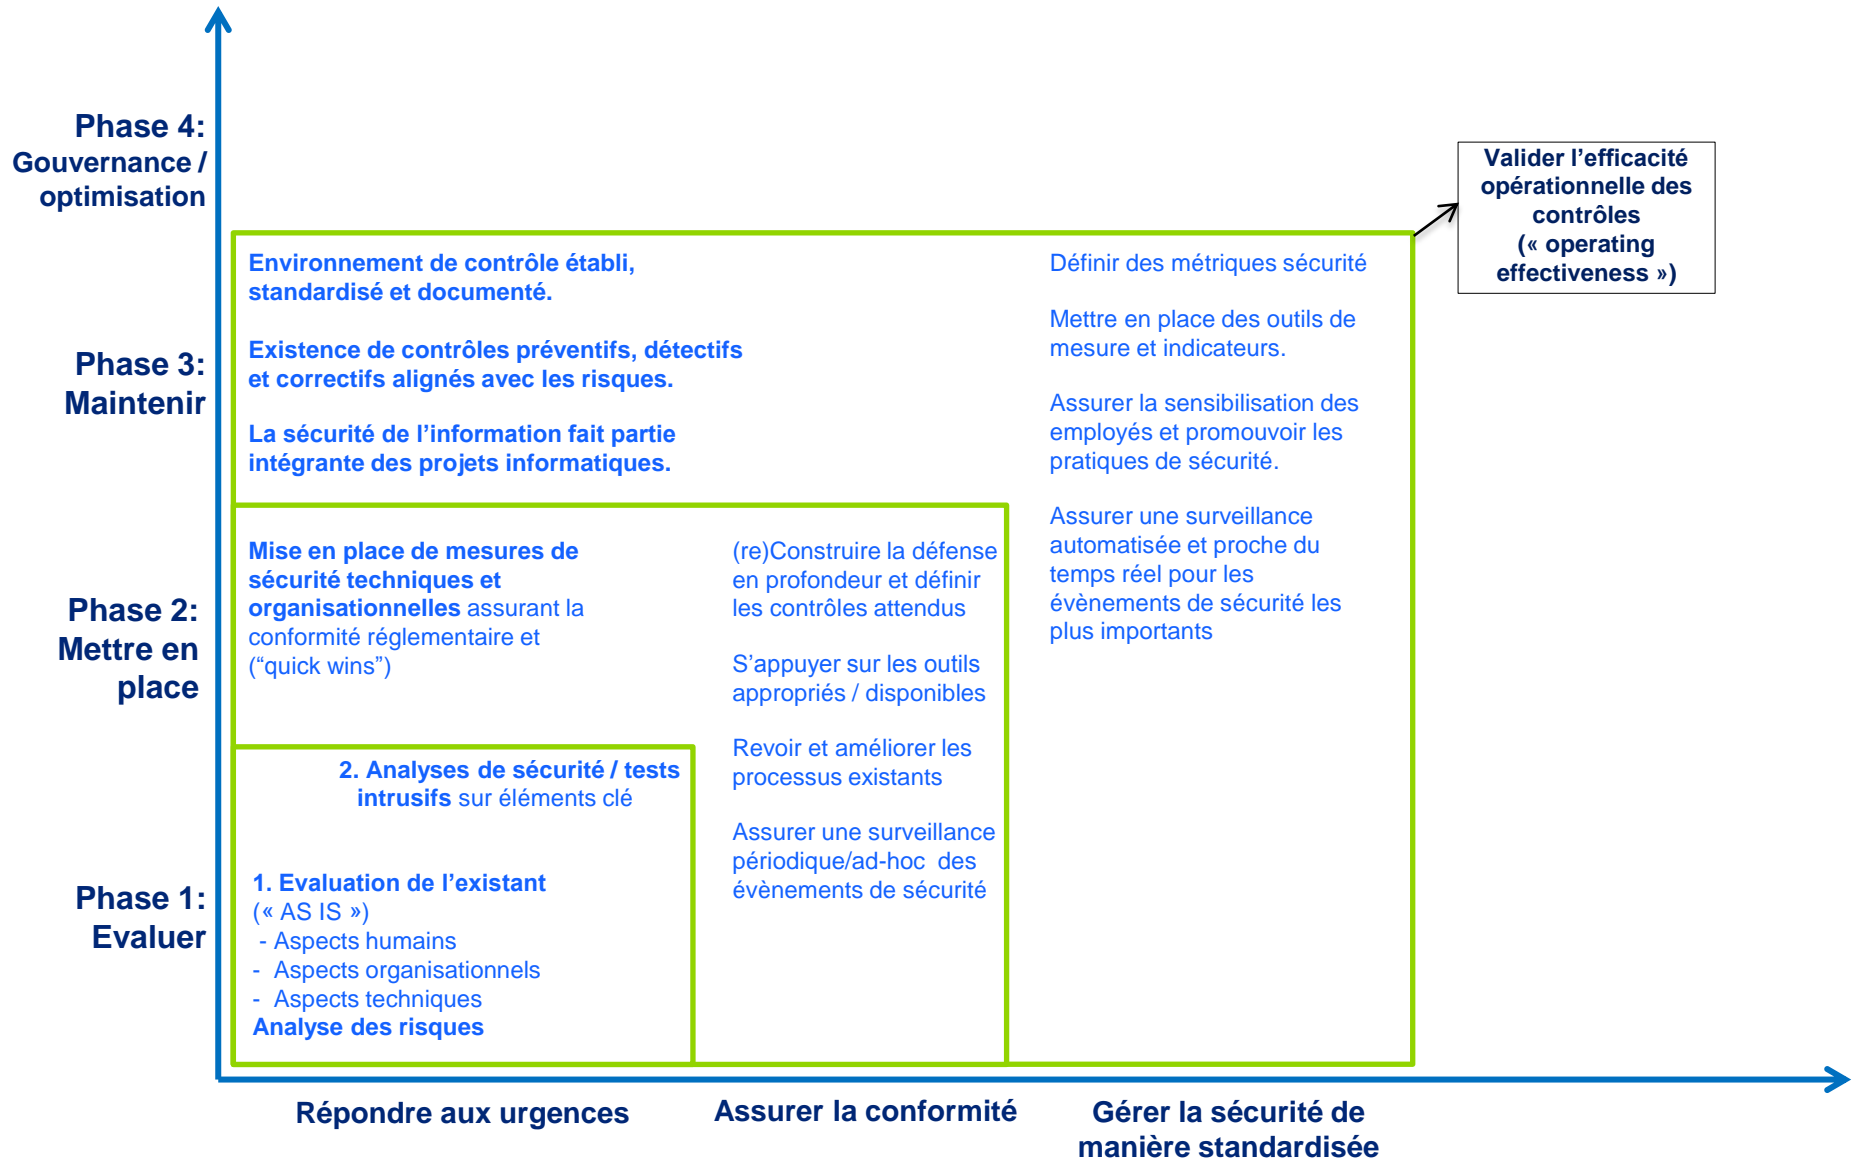 Phase 4:
Gouvernance /
optimisation
Valider l’efficacité
opérationnelle des
contrôles
(« operating
effectiveness »)
Phase 3:
Maintenir
Environnement de contrôle établi,
standardisé et documenté.
Existence de contrôles préventifs, détectifs
et correctifs alignés avec les risques.
La sécurité de l’information fait partie
intégrante des projets informatiques.
Définir des métriques sécurité
Mettre en place des outils de
mesure et indicateurs.
Assurer la sensibilisation des
employés et promouvoir les
pratiques de sécurité.
Assurer une surveillance
automatisée et proche du
temps réel pour les
évènements de sécurité les
plus importants
Phase 2:
Mettre en
place
Mise en place de mesures de
sécurité techniques et
organisationnelles assurant la
conformité réglementaire et
(“quick wins”)
(re)Construire la défense
en profondeur et définir
les contrôles attendus
S’appuyer sur les outils
appropriés / disponibles
Revoir et améliorer les
processus existants
Assurer une surveillance
périodique/ad-hoc des
évènements de sécurité
Phase 1:
Evaluer
2. Analyses de sécurité / tests
intrusifs sur éléments clé
1. Evaluation de l’existant
(« AS IS »)
- Aspects humains
- Aspects organisationnels
- Aspects techniques
Analyse des risques
Répondre aux urgences
Assurer la conformité
Gérer la sécurité de
manière standardisée